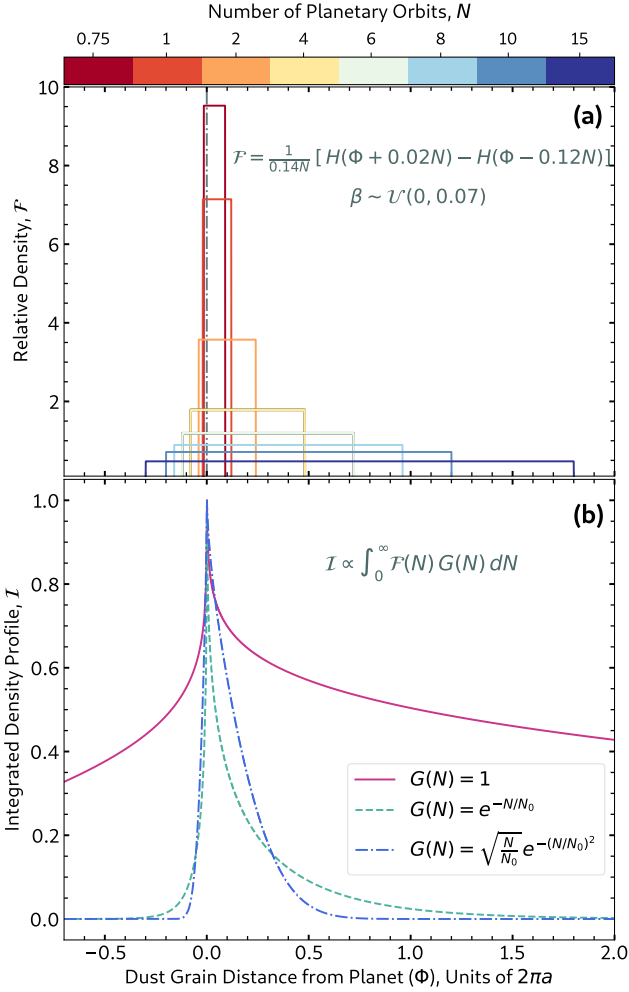 Number of Planetary Orbits, N
0.75 1 2 4 6 8 10 15
(a)
ℱ = 1/0.14N [H(Φ + 0.02N) − H(Φ − 0.12N)]
β ~ 𝒰(0, 0.07)
Relative Density, ℱ
10
8
6
4
2
(b)
ℐ ∝ ∫₀^∞ ℱ(N) G(N) dN
Integrated Density Profile, ℐ
1.0
0.8
0.6
0.4
0.2
0.0
G(N) = 1
G(N) = e^{−N/N₀}
G(N) = √(N/N₀) e^{−(N/N₀)²}
−0.5 0.0 0.5 1.0 1.5 2.0
Dust Grain Distance from Planet (Φ), Units of 2πa